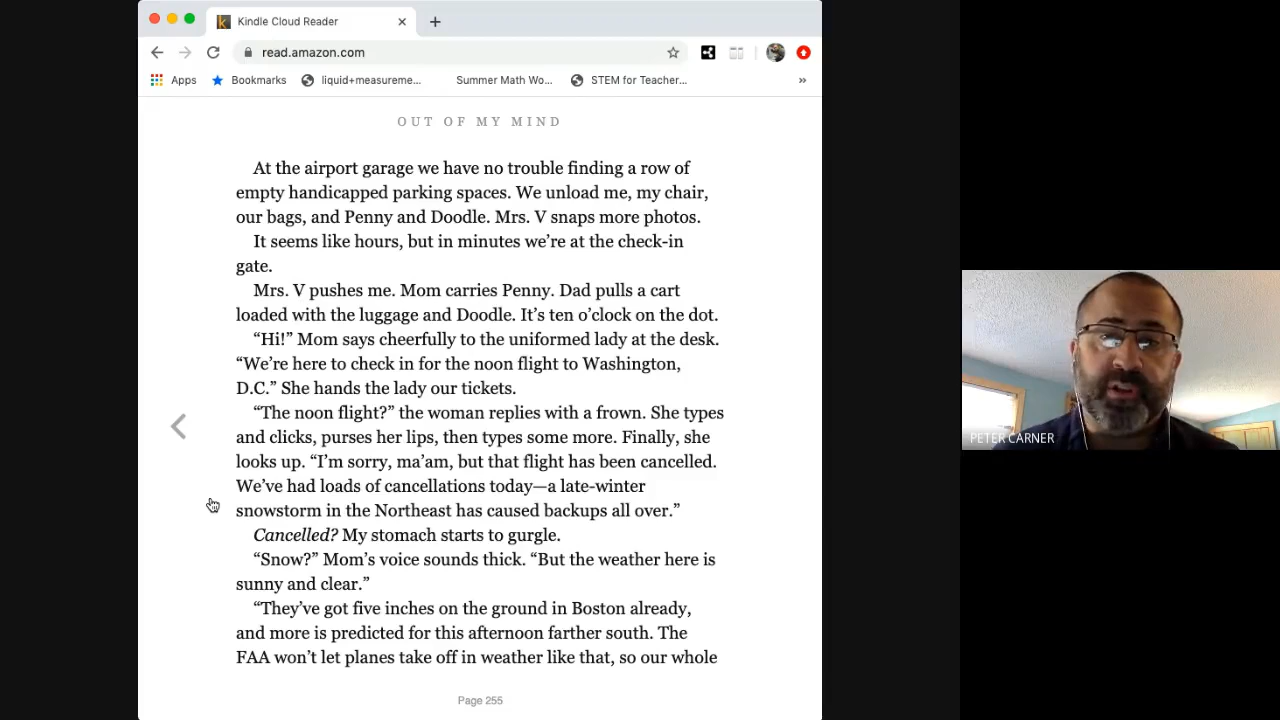 Kindle Cloud Reader
read.amazon.com
Apps Bookmarks liquid+measureme... Summer Math Wo... STEM for Teacher... »
OUT OF MY MIND
At the airport garage we have no trouble finding a row of
empty handicapped parking spaces. We unload me, my chair,
our bags, and Penny and Doodle. Mrs. V snaps more photos.
It seems like hours, but in minutes we’re at the check-in
gate.
Mrs. V pushes me. Mom carries Penny. Dad pulls a cart
loaded with the luggage and Doodle. It’s ten o’clock on the dot.
“Hi!” Mom says cheerfully to the uniformed lady at the desk.
“We’re here to check in for the noon flight to Washington,
D.C.” She hands the lady our tickets.
“The noon flight?” the woman replies with a frown. She types
and clicks, purses her lips, then types some more. Finally, she
looks up. “I’m sorry, ma’am, but that flight has been cancelled.
We’ve had loads of cancellations today—a late-winter
snowstorm in the Northeast has caused backups all over.”
Cancelled? My stomach starts to gurgle.
“Snow?” Mom’s voice sounds thick. “But the weather here is
sunny and clear.”
“They’ve got five inches on the ground in Boston already,
and more is predicted for this afternoon farther south. The
FAA won’t let planes take off in weather like that, so our whole
Page 255
PETER CARNER